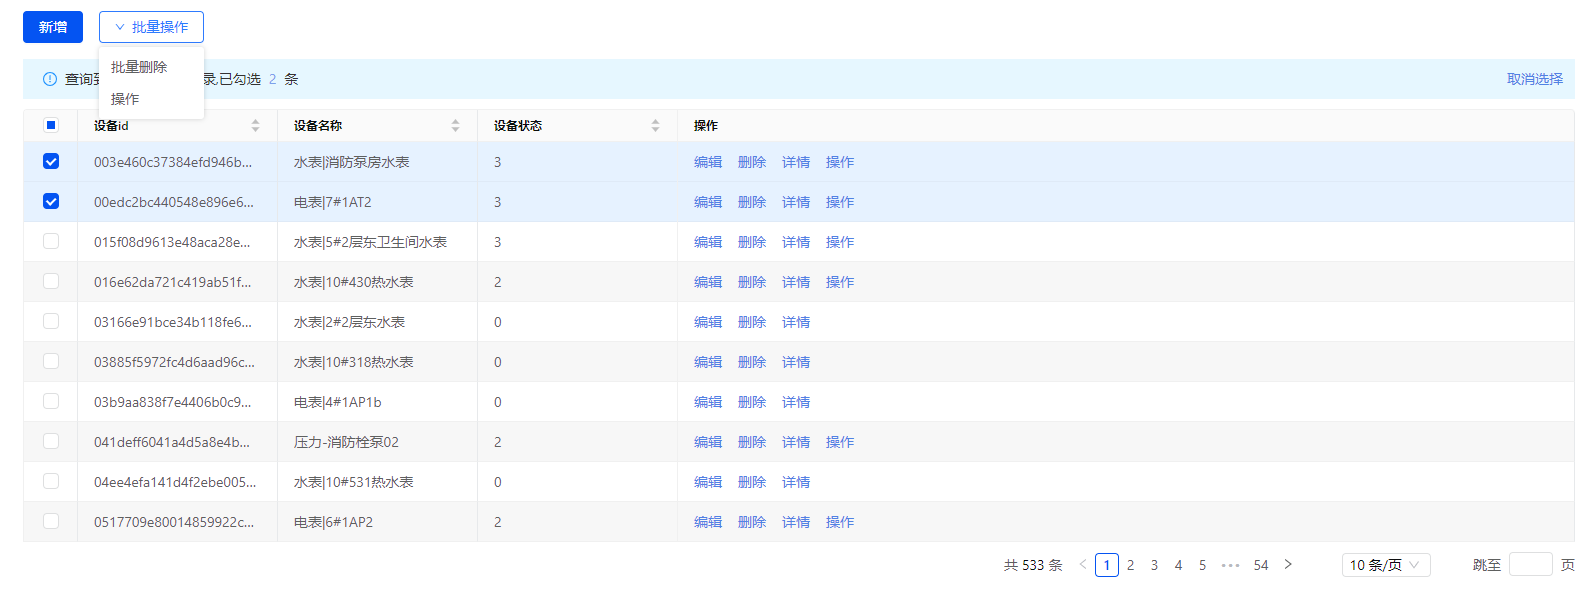 新增 批量操作
批量删除
查询到 录,已勾选 2 条 取消选择
操作
设备id 设备名称 设备状态 操作
003e460c37384efd946b... 水表|消防泵房水表 3 编辑 删除 详情 操作
00edc2bc440548e896e6... 电表|7#1AT2 3 编辑 删除 详情 操作
015f08d9613e48aca28e... 水表|5#2层东卫生间水表 3 编辑 删除 详情 操作
016e62da721c419ab51f... 水表|10#430热水表 2 编辑 删除 详情 操作
03166e91bce34b118fe6... 水表|2#2层东水表 0 编辑 删除 详情
03885f5972fc4d6aad96c... 水表|10#318热水表 0 编辑 删除 详情
03b9aa838f7e4406b0c9... 电表|4#1AP1b 0 编辑 删除 详情
041deff6041a4d5a8e4b... 压力-消防栓泵02 2 编辑 删除 详情 操作
04ee4efa141d4f2ebe005... 水表|10#531热水表 0 编辑 删除 详情
0517709e80014859922c... 电表|6#1AP2 2 编辑 删除 详情 操作
共 533 条 < 1 2 3 4 5 ••• 54 > 10 条/页 跳至 页